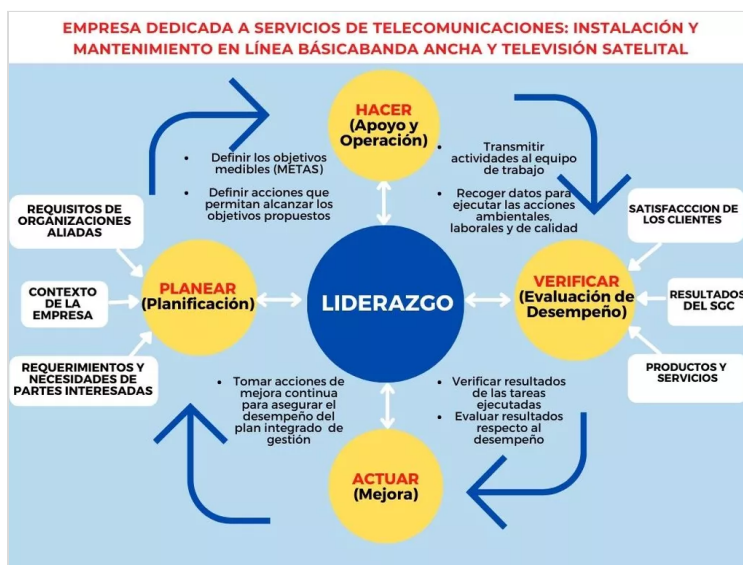 EMPRESA DEDICADA A SERVICIOS DE TELECOMUNICACIONES: INSTALACIÓN Y
MANTENIMIENTO EN LÍNEA BÁSICABANDA ANCHA Y TELEVISIÓN SATELITAL
HACER
(Apoyo y
Operación)
• Definir los objetivos
medibles (METAS)
• Definir acciones que
permitan alcanzar los
objetivos propuestos
• Transmitir
actividades al equipo
de trabajo
• Recoger datos para
ejecutar las acciones
ambientales,
laborales y de calidad
REQUISITOS DE
ORGANIZACIONES
ALIADAS
CONTEXTO
DE LA
EMPRESA
REQUERIMIENTOS Y
NECESIDADES DE
PARTES INTERESADAS
PLANEAR
(Planificación)
LIDERAZGO
VERIFICAR
(Evaluación de
Desempeño)
SATISFACCCION DE
LOS CLIENTES
RESULTADOS
DEL SGC
PRODUCTOS Y
SERVICIOS
• Tomar acciones de
mejora continua
para asegurar el
desempeño del
plan integrado de
gestión
• Verificar resultados
de las tareas
ejecutadas
• Evaluar resultados
respecto al
desempeño
ACTUAR
(Mejora)